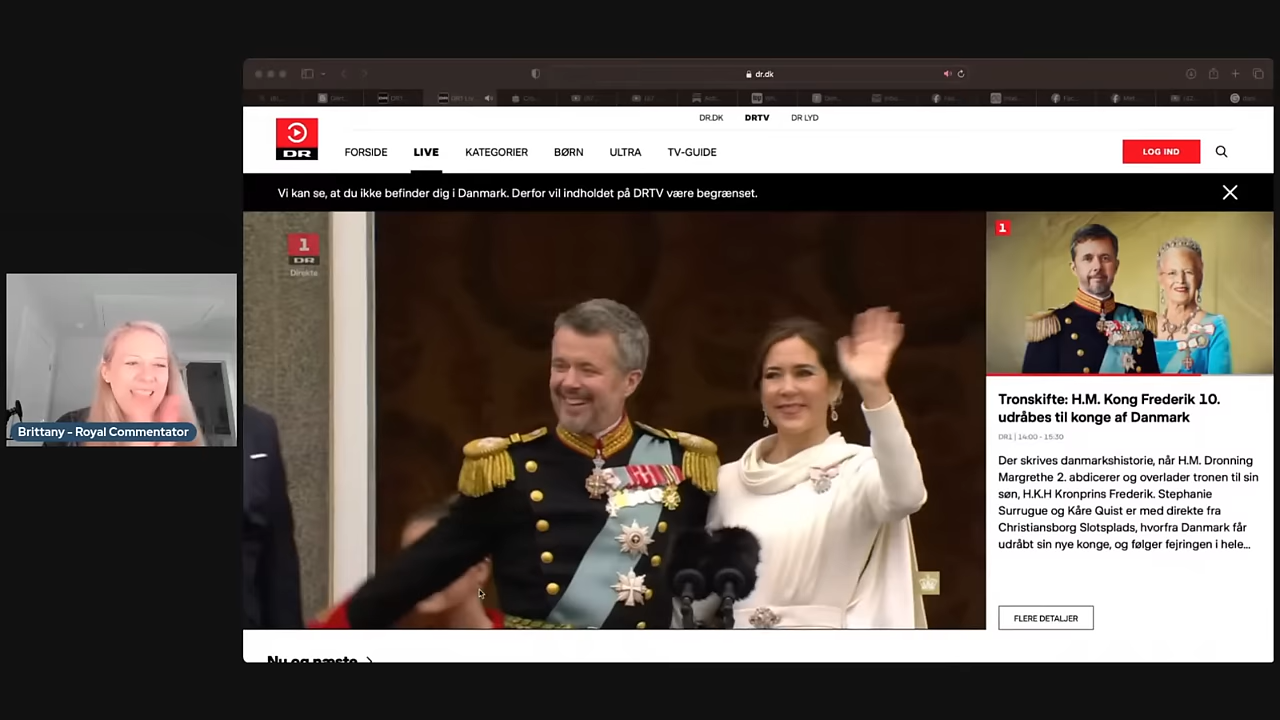 dr.dk
DR.DK DRTV DR LYD
DR
FORSIDE LIVE KATEGORIER BØRN ULTRA TV-GUIDE
LOG IND
Vi kan se, at du ikke befinder dig i Danmark. Derfor vil indholdet på DRTV være begrænset.
1
DR
Direkte
1
Tronskifte: H.M. Kong Frederik 10.
udråbes til konge af Danmark
DR1 | 14:00 - 15:30
Der skrives danmarkshistorie, når H.M. Dronning
Margrethe 2. abdicerer og overlader tronen til sin
søn, H.K.H Kronprins Frederik. Stephanie
Surrugue og Kåre Quist er med direkte fra
Christiansborg Slotsplads, hvorfra Danmark får
udråbt sin nye konge, og følger fejringen i hele...
FLERE DETALJER
Brittany - Royal Commentator
Nu og næste